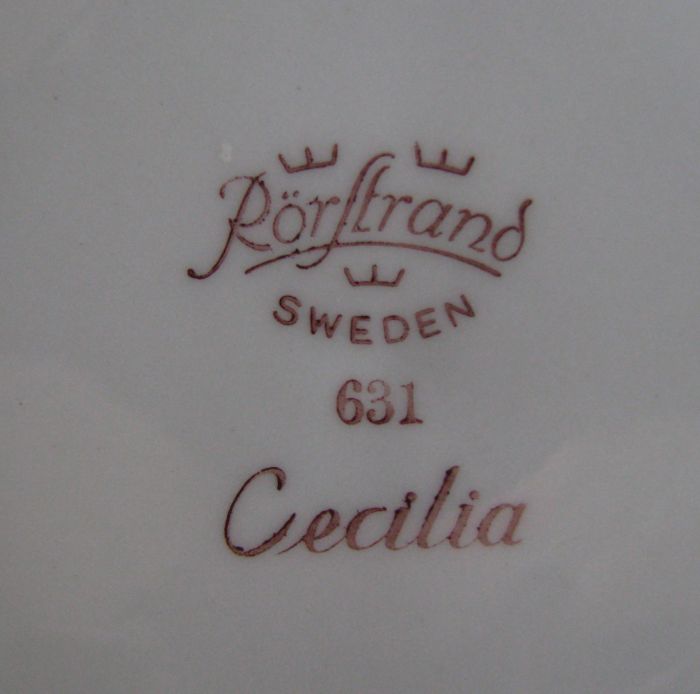 Rörstrand
SWEDEN
631
Cecilia